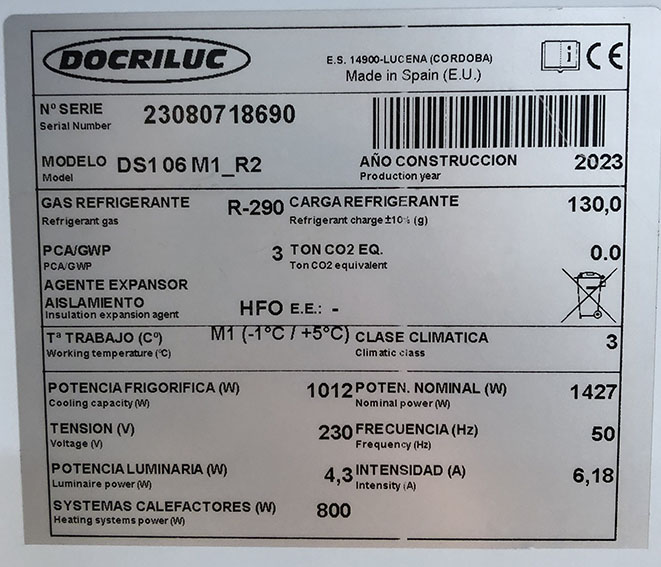 DOCRILUC
E.S. 14900-LUCENA (CORDOBA)
Made in Spain (E.U.)
i CE
Nº SERIE 23080718690
Serial Number
MODELO DS1 06 M1_R2 AÑO CONSTRUCCION 2023
Model Production year
GAS REFRIGERANTE R-290 CARGA REFRIGERANTE 130,0
Refrigerant gas Refrigerant charge ±10% (g)
PCA/GWP 3 TON CO2 EQ. 0.0
PCA/GWP Ton CO2 equivalent
AGENTE EXPANSOR
AISLAMIENTO HFO E.E.: -
Insulation expansion agent
Tª TRABAJO (Cº) M1 (-1°C / +5°C) CLASE CLIMATICA 3
Working temperature (°C) Climatic class
POTENCIA FRIGORIFICA (W) 1012 POTEN. NOMINAL (W) 1427
Cooling capacity (W) Nominal power (W)
TENSION (V) 230 FRECUENCIA (Hz) 50
Voltage (V) Frequency (Hz)
POTENCIA LUMINARIA (W) 4,3 INTENSIDAD (A) 6,18
Luminaire power (W) Intensity (A)
SYSTEMAS CALEFACTORES (W) 800
Heating systems power (W)